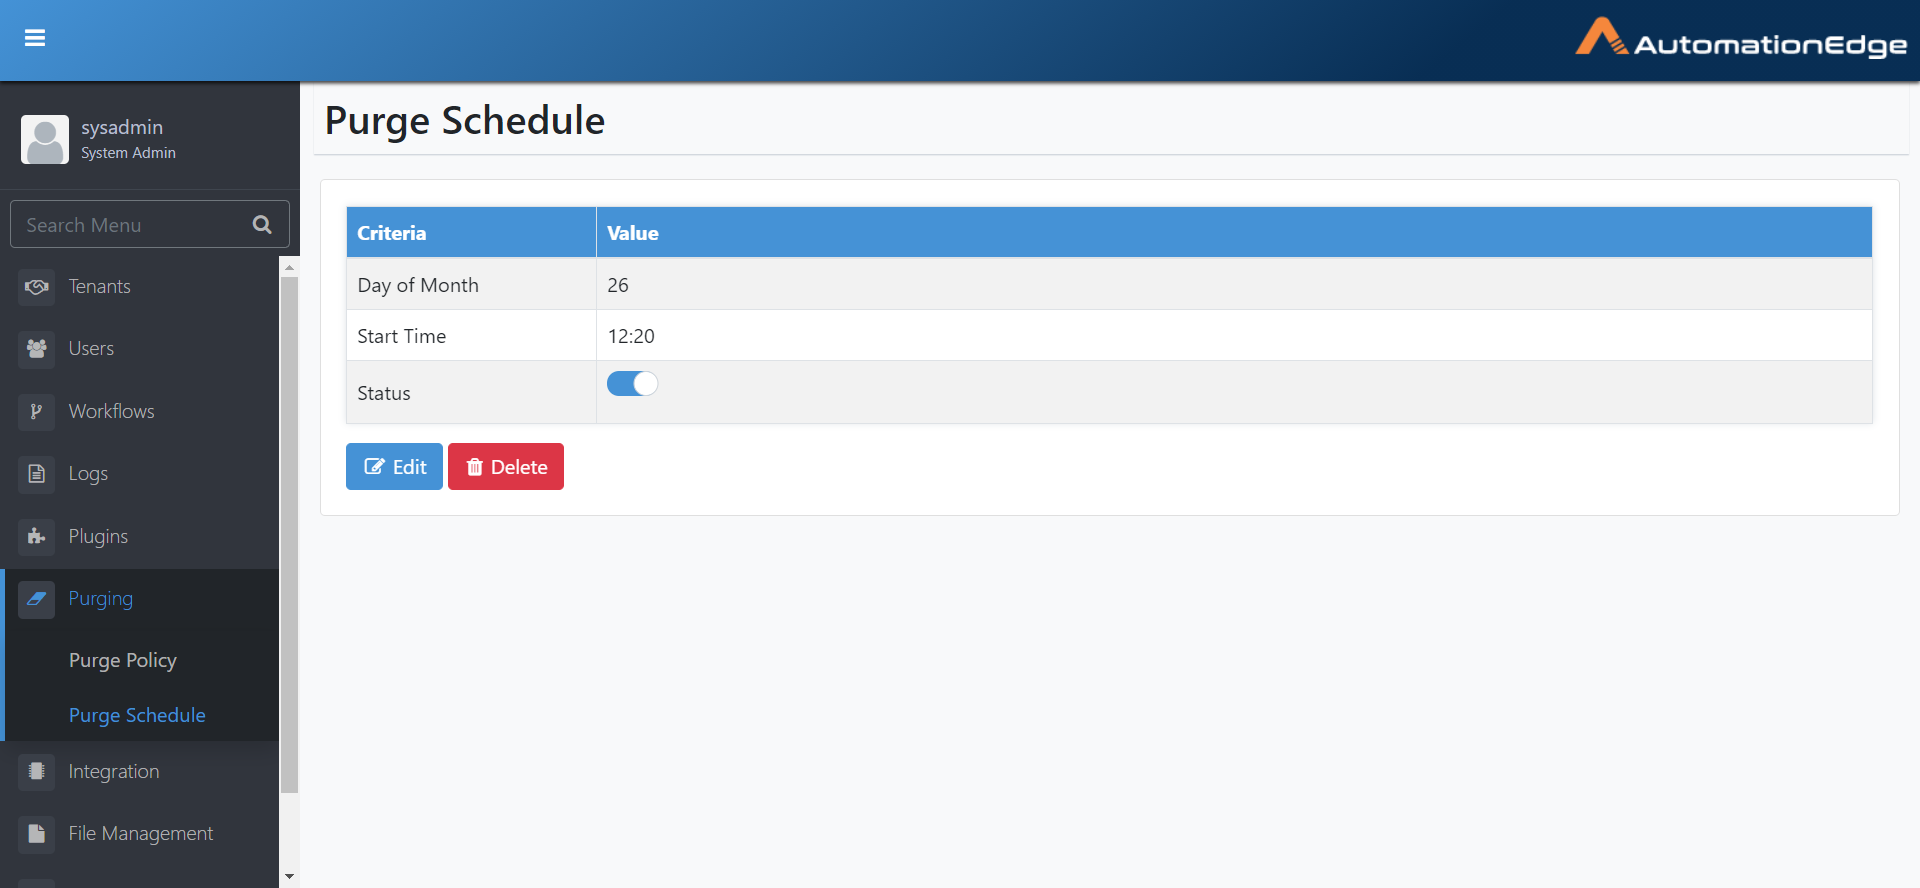 AutomationEdge
sysadmin
System Admin
Search Menu
Tenants
Users
Workflows
Logs
Plugins
Purging
Purge Policy
Purge Schedule
Integration
File Management
Purge Schedule
Criteria Value
Day of Month 26
Start Time 12:20
Status
Edit Delete